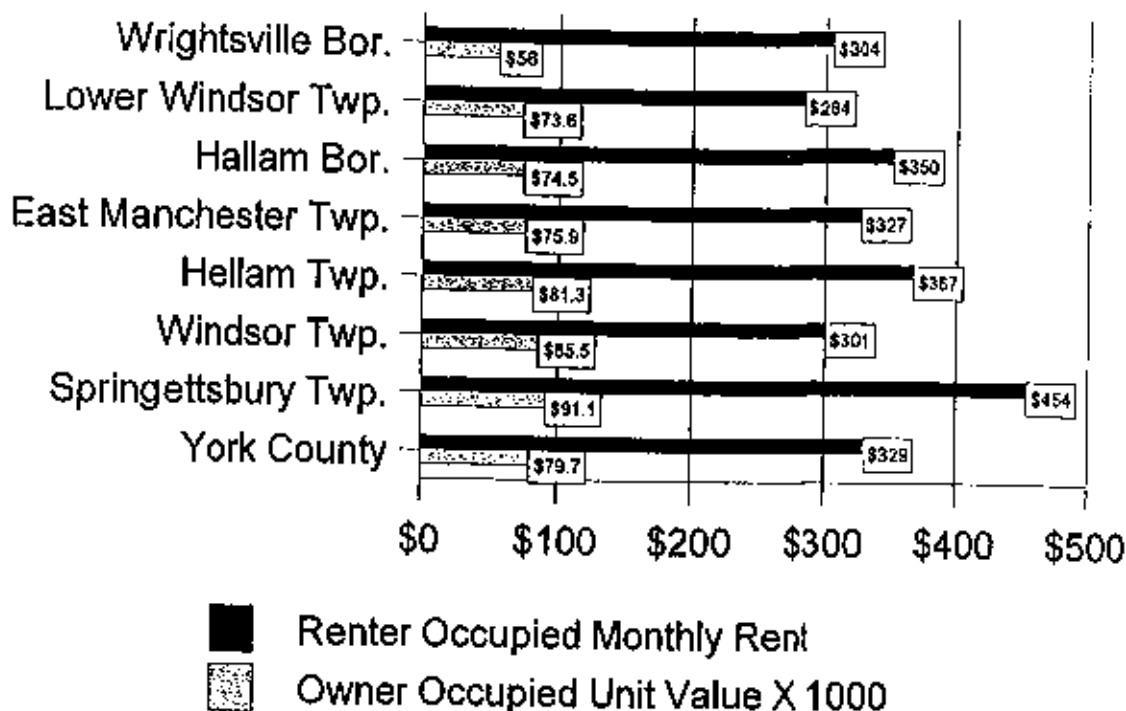 Wrightsville Bor.
$304
Lower Windsor Twp.
$284
$73.6
Hallam Bor.
$350
$74.5
East Manchester Twp.
$327
$75.9
Hellam Twp.
$367
$81.3
Windsor Twp.
$301
$85.5
Springettsbury Twp.
$454
$91.1
York County
$329
$79.7
$0 $100 $200 $300 $400 $500
Renter Occupied Monthly Rent
Owner Occupied Unit Value X 1000